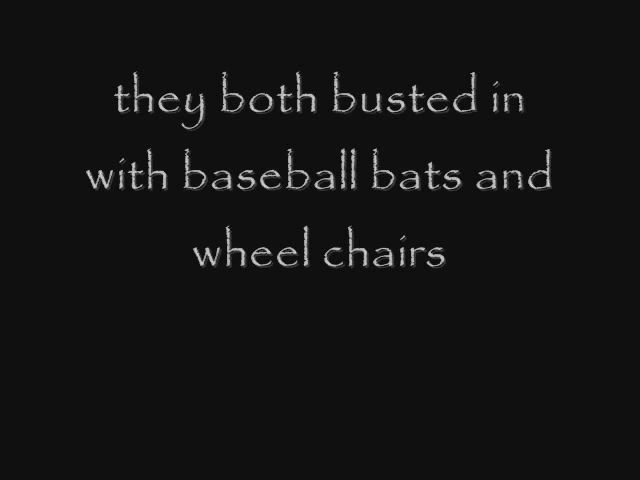 they both busted in
with baseball bats and
wheel chairs